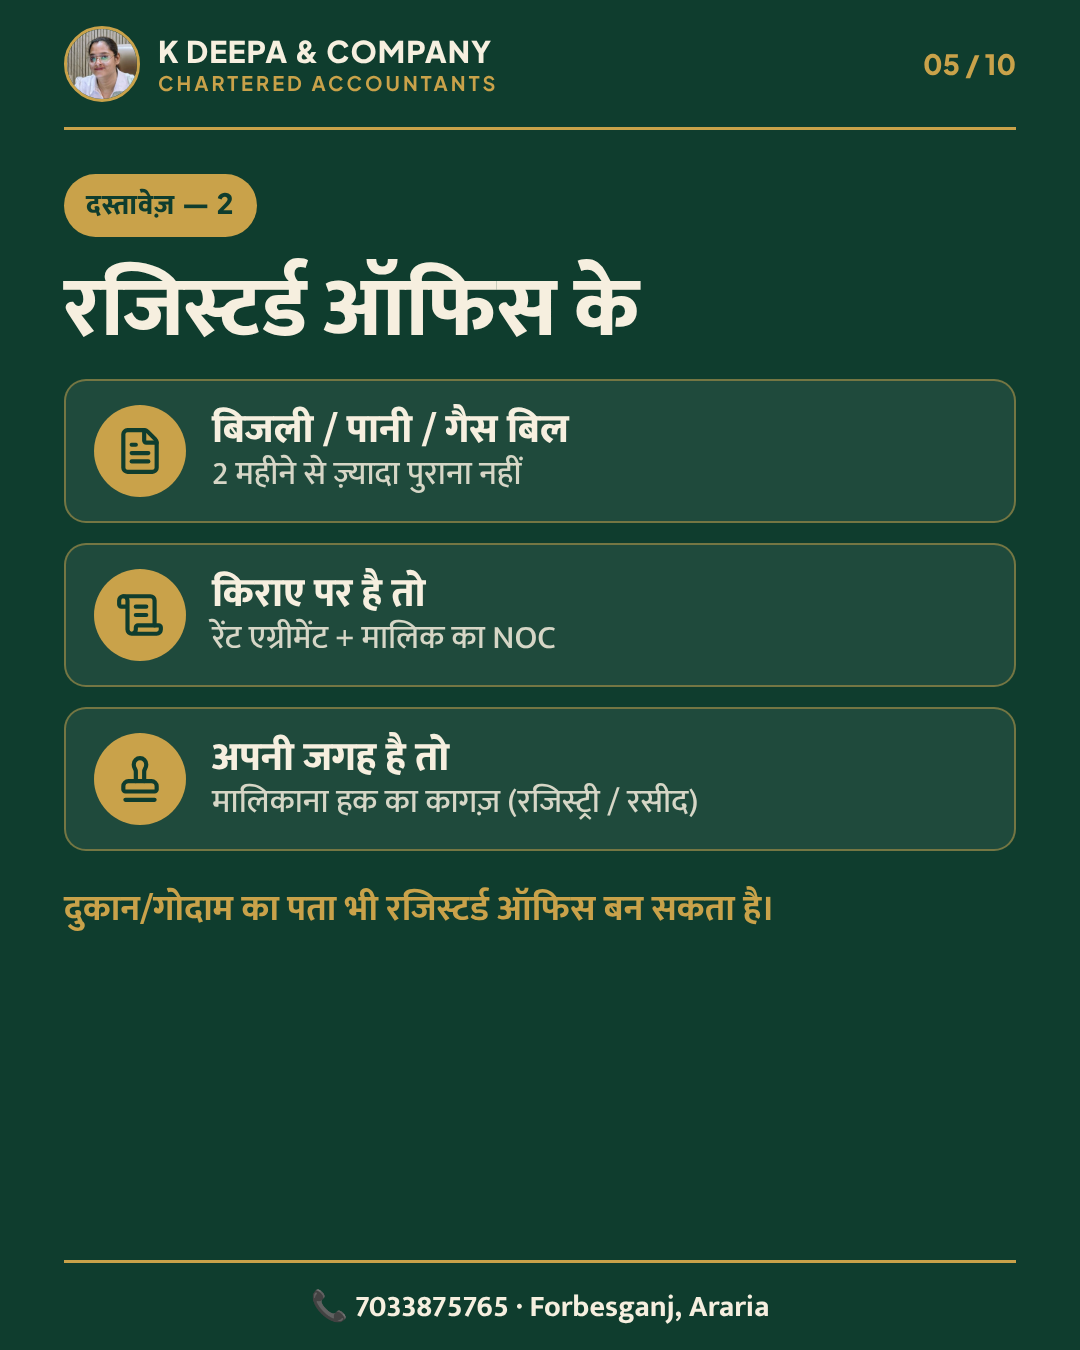 K DEEPA & COMPANY
CHARTERED ACCOUNTANTS
05 / 10
दस्तावेज़ — 2
रजिस्टर्ड ऑफिस के
बिजली / पानी / गैस बिल
2 महीने से ज़्यादा पुराना नहीं
किराए पर है तो
रेंट एग्रीमेंट + मालिक का NOC
अपनी जगह है तो
मालिकाना हक का कागज़ (रजिस्ट्री / रसीद)
दुकान/गोदाम का पता भी रजिस्टर्ड ऑफिस बन सकता है।
📞 7033875765 · Forbesganj, Araria